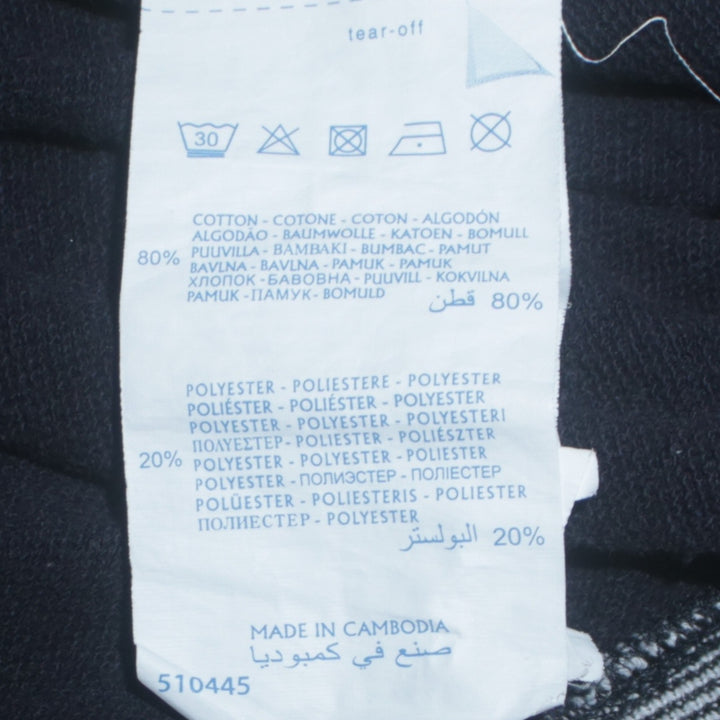 tear-off
30
COTTON - COTONE - COTON - ALGODÓN
ALGODÃO - BAUMWOLLE - KATOEN - BOMULL
PUUVILLA - ΒΑΜΒΑΚΙ - BUMBAC - PAMUT
80%
BAVLNA - BAVLNA - PAMUK - PAMUK
ХЛОПОК - БАВОВНА - PUUVILL - KOKVILNA
PAMUK - ПАМУК - BOMULD
قطن 80%
POLYESTER - POLIESTERE - POLYESTER
POLIÉSTER - POLIÉSTER - POLYESTER
POLYESTER - POLYESTER - POLYESTERI
ΠΟΛΥΕΣΤΕΡ - POLIESTER - POLIÉSZTER
20%
POLYESTER - POLYESTER - POLIESTER
POLYESTER - ПОЛИЭСТЕР - ПОЛІЕСТЕР
POLÜESTER - POLIESTERIS - POLIESTER
ПОЛИЕСТЕР - POLYESTER
البولستر 20%
MADE IN CAMBODIA
صنع في كمبوديا
510445